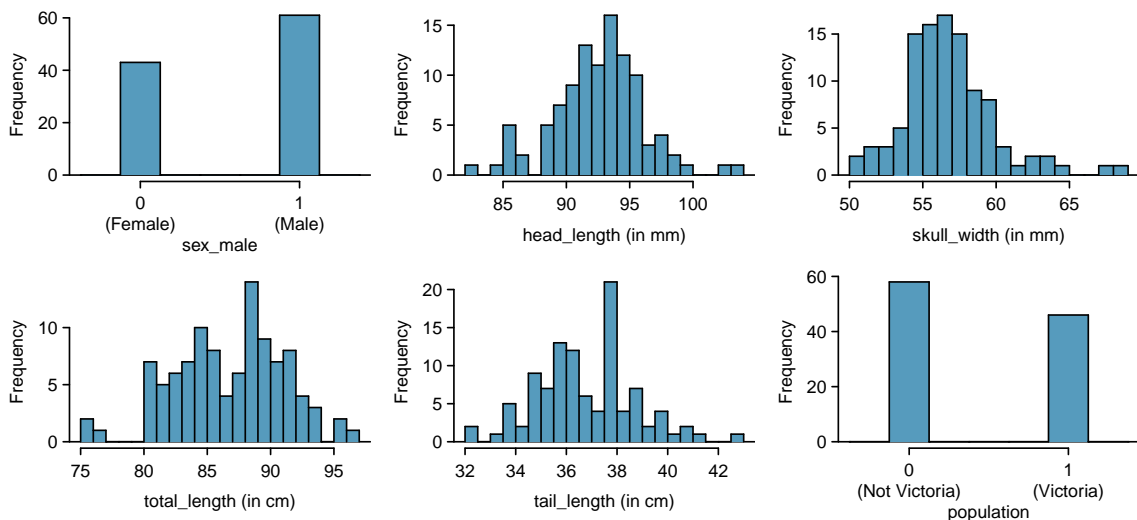 Frequency
60
40
20
0
0
(Female)
1
(Male)
sex_male
Frequency
15
10
5
0
85
90
95
100
head_length (in mm)
Frequency
15
10
5
0
50
55
60
65
skull_width (in mm)
Frequency
10
5
0
75
80
85
90
95
total_length (in cm)
Frequency
20
15
10
5
0
32
34
36
38
40
42
tail_length (in cm)
Frequency
60
40
20
0
0
(Not Victoria)
1
(Victoria)
population